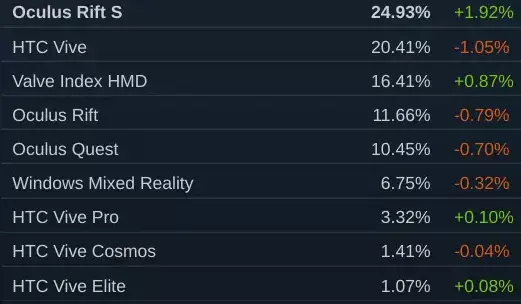 Oculus Rift S 24.93% +1.92%
HTC Vive 20.41% -1.05%
Valve Index HMD 16.41% +0.87%
Oculus Rift 11.66% -0.79%
Oculus Quest 10.45% -0.70%
Windows Mixed Reality 6.75% -0.32%
HTC Vive Pro 3.32% +0.10%
HTC Vive Cosmos 1.41% -0.04%
HTC Vive Elite 1.07% +0.08%